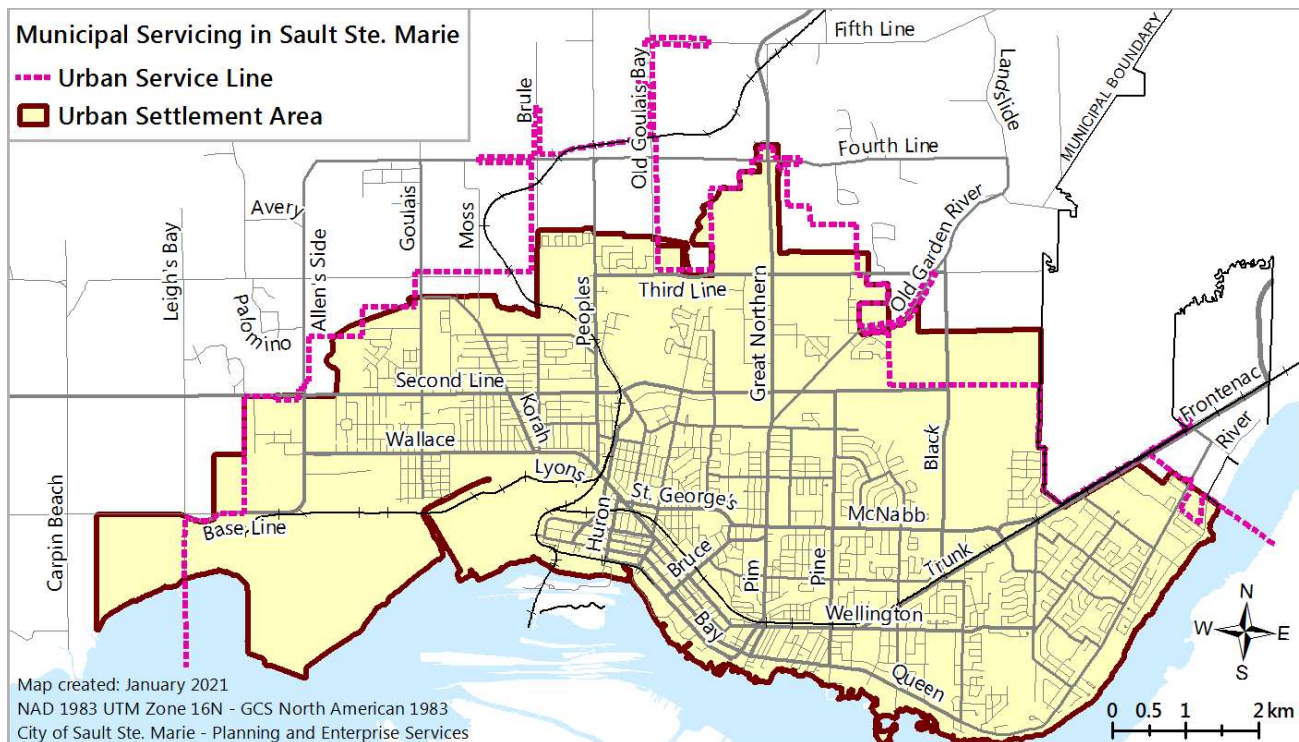 Municipal Servicing in Sault Ste. Marie
Urban Service Line
Urban Settlement Area
Fifth Line
Brule
Old Goulais Bay
Landslide
MUNICIPAL BOUNDARY
Fourth Line
Avery
Goulais
Moss
Leigh's Bay
Allen's Side
Palomino
Old Garden River
Third Line
Peoples
Great Northern
Second Line
Korah
Wallace
Black
Frontenac
River
Lyons
St. George's
McNabb
Carpin Beach
Base Line
Huron
Bruce
Pim
Pine
Trunk
Wellington
Bay
Queen
N
W
E
S
Map created: January 2021
NAD 1983 UTM Zone 16N - GCS North American 1983
City of Sault Ste. Marie - Planning and Enterprise Services
0 0.5 1 2 km